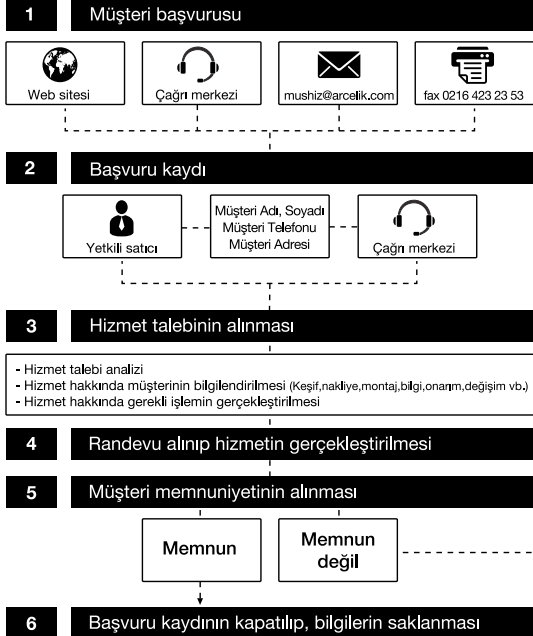 1 Müşteri başvurusu
Web sitesi
Çağrı merkezi
mushiz@arcelik.com
fax 0216 423 23 53
2 Başvuru kaydı
Yetkili satıcı
Müşteri Adı, Soyadı
Müşteri Telefonu
Müşteri Adresi
Çağrı merkezi
3 Hizmet talebinin alınması
- Hizmet talebi analizi
- Hizmet hakkında müşterinin bilgilendirilmesi (Keşif,nakliye,montaj,bilgi,onarım,değişim vb.)
- Hizmet hakkında gerekli işlemin gerçekleştirilmesi
4 Randevu alınıp hizmetin gerçekleştirilmesi
5 Müşteri memnuniyetinin alınması
Memnun
Memnun
değil
6 Başvuru kaydının kapatılıp, bilgilerin saklanması